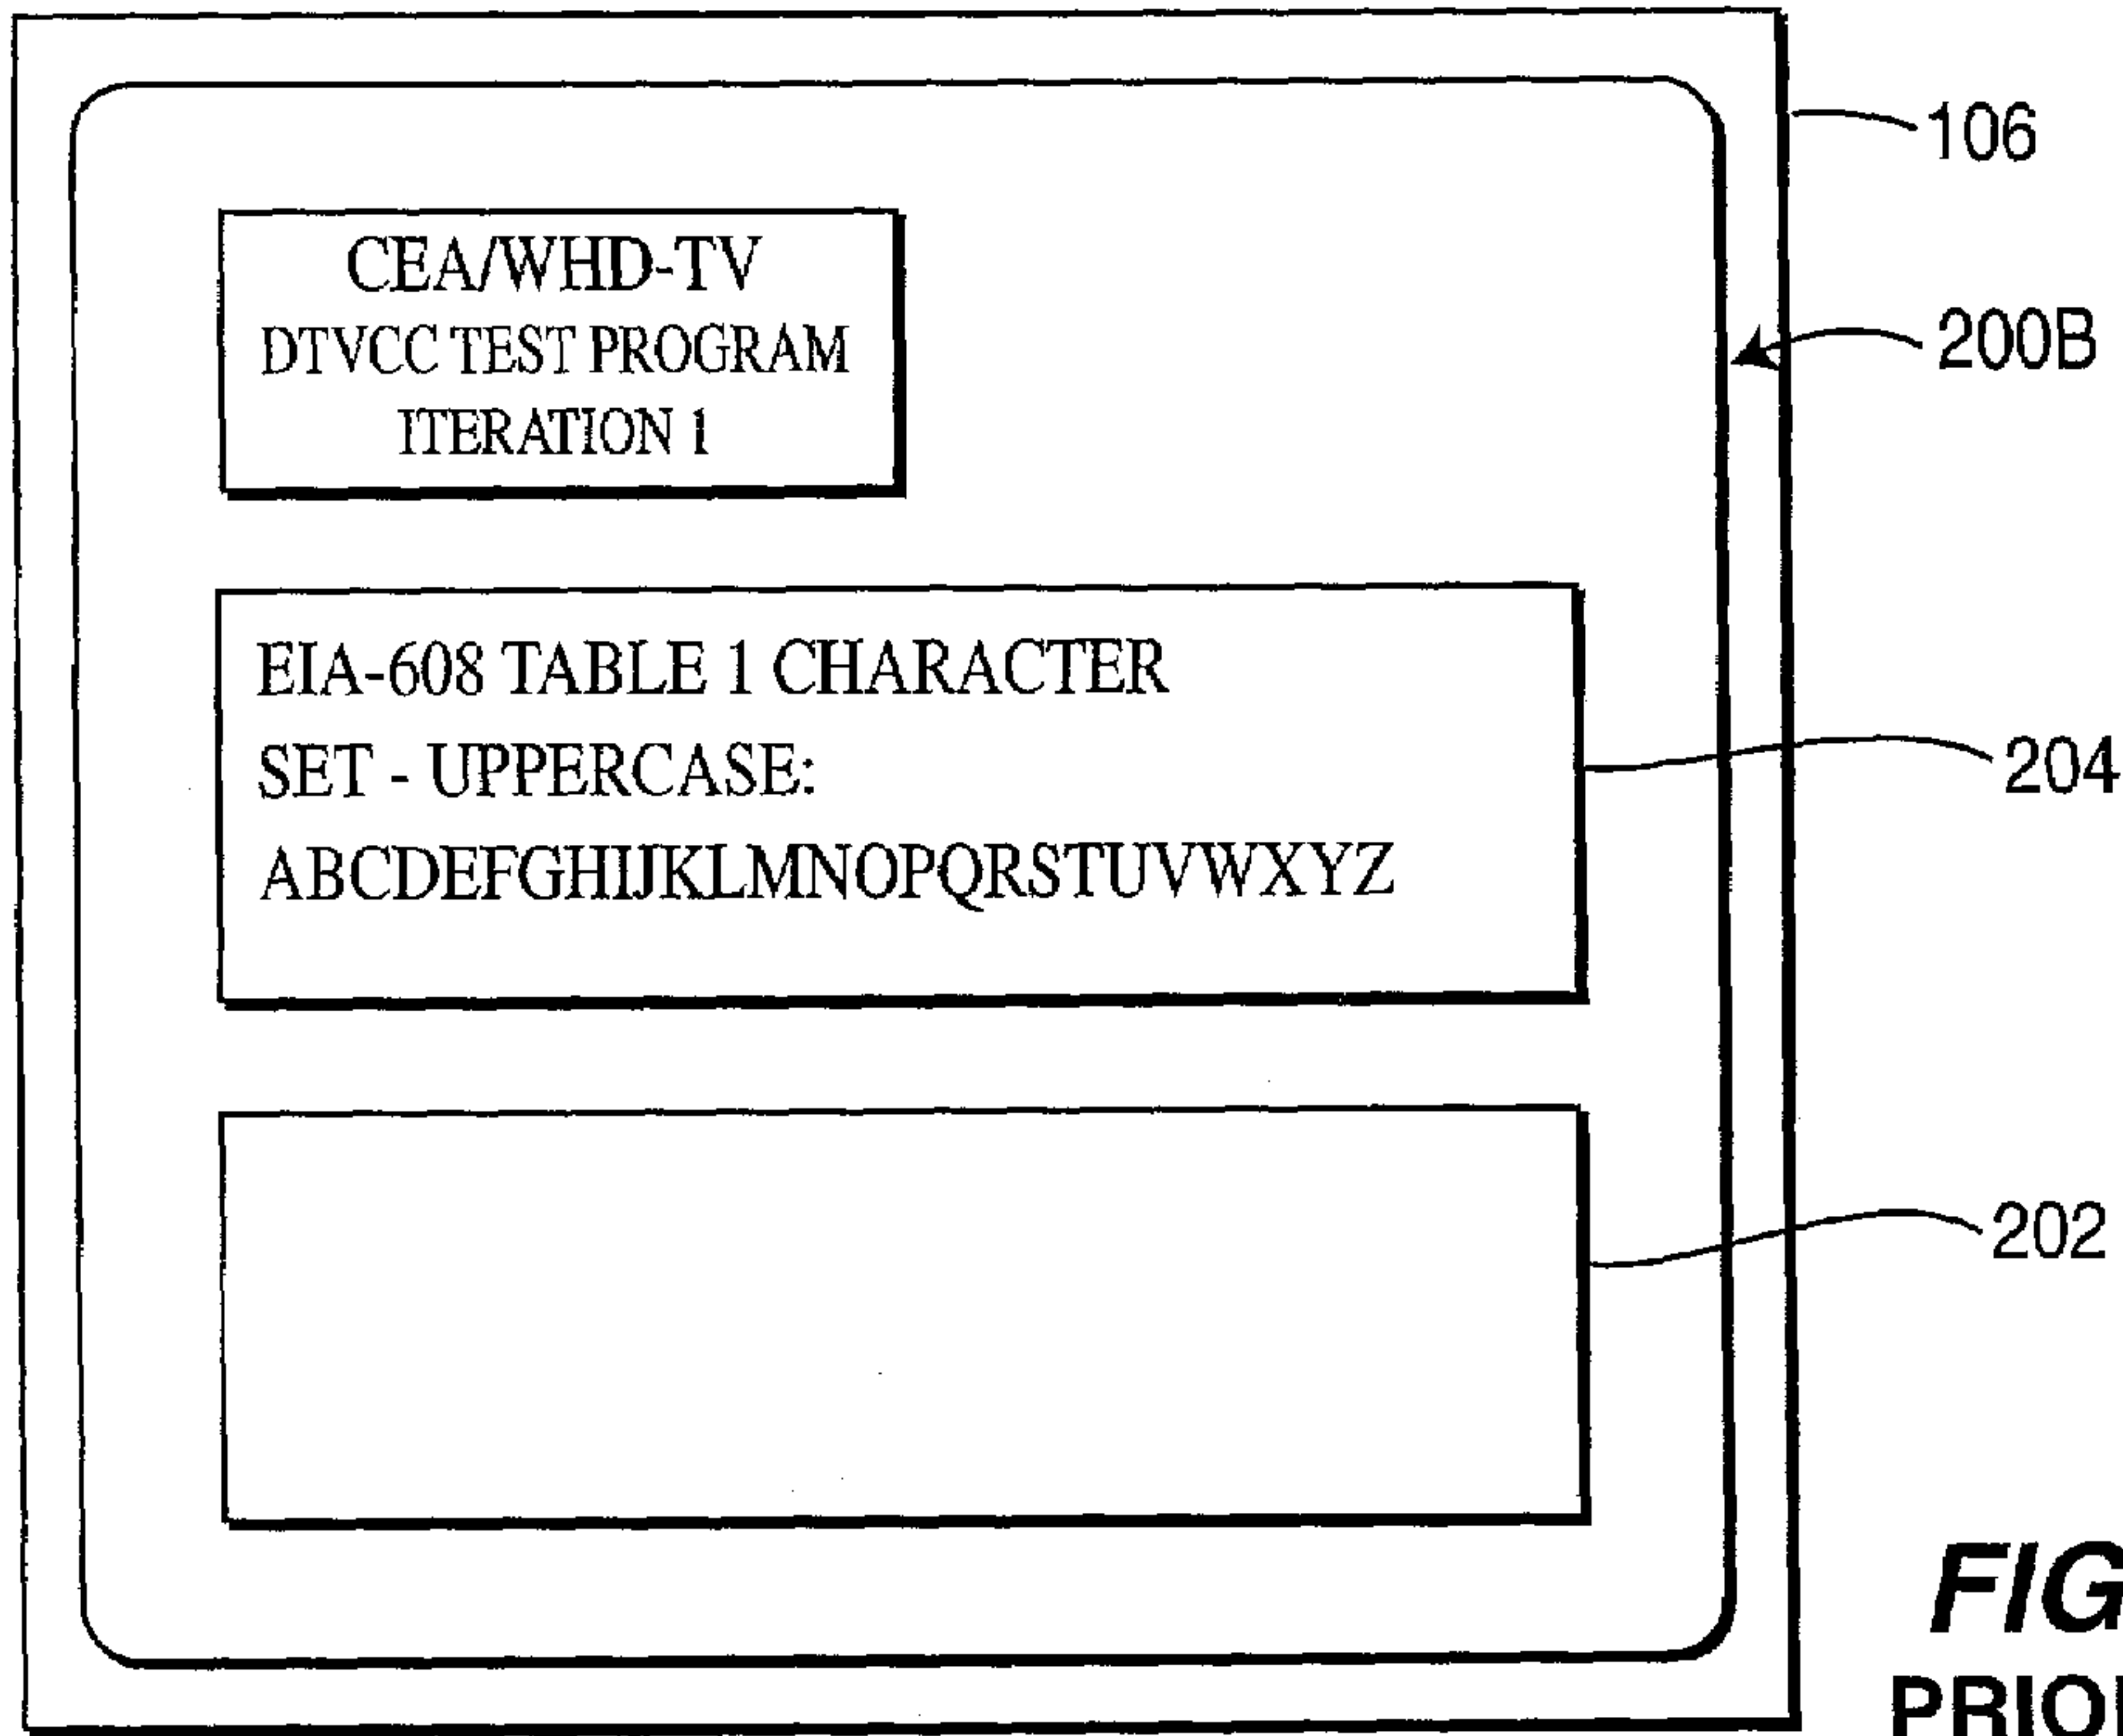 CEA/WHD-TV
DTVCC TEST PROGRAM
ITERATION 1
106
200B
EIA-608 TABLE 1 CHARACTER
SET - UPPERCASE:
ABCDEFGHIJKLMNOPQRSTUVWXYZ
204
202
FIG